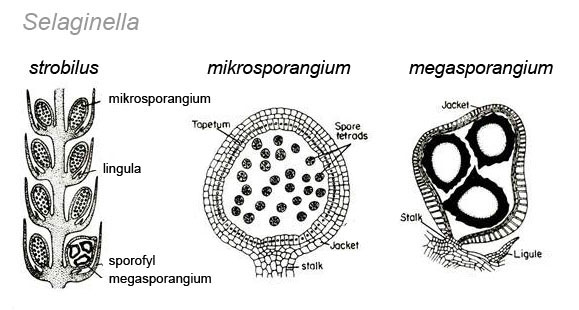 Selaginella
strobilus
mikrosporangium
megasporangium
mikrosporangium
lingula
sporofyl
megasporangium
Tapetum
Spore
tetrads
Jacket
stalk
Jacket
Stalk
Ligule